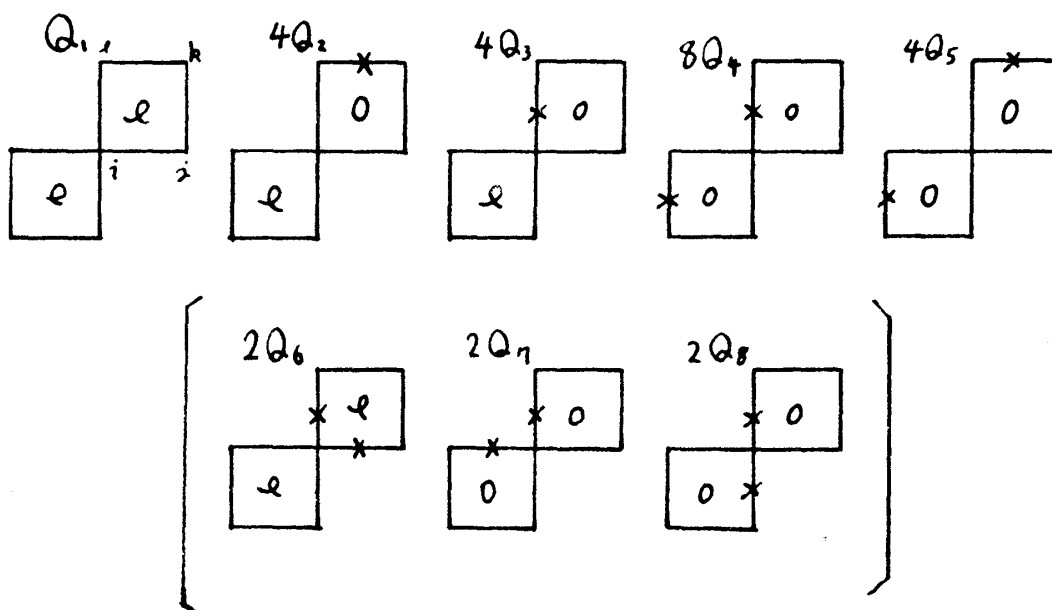 Q₁ l k 4Q₂ 4Q₃ 8Q₄ 4Q₅
e 0 0 0 0
i j
e e e 0 0
2Q₆ 2Q₇ 2Q₈
e 0 0
e 0 0